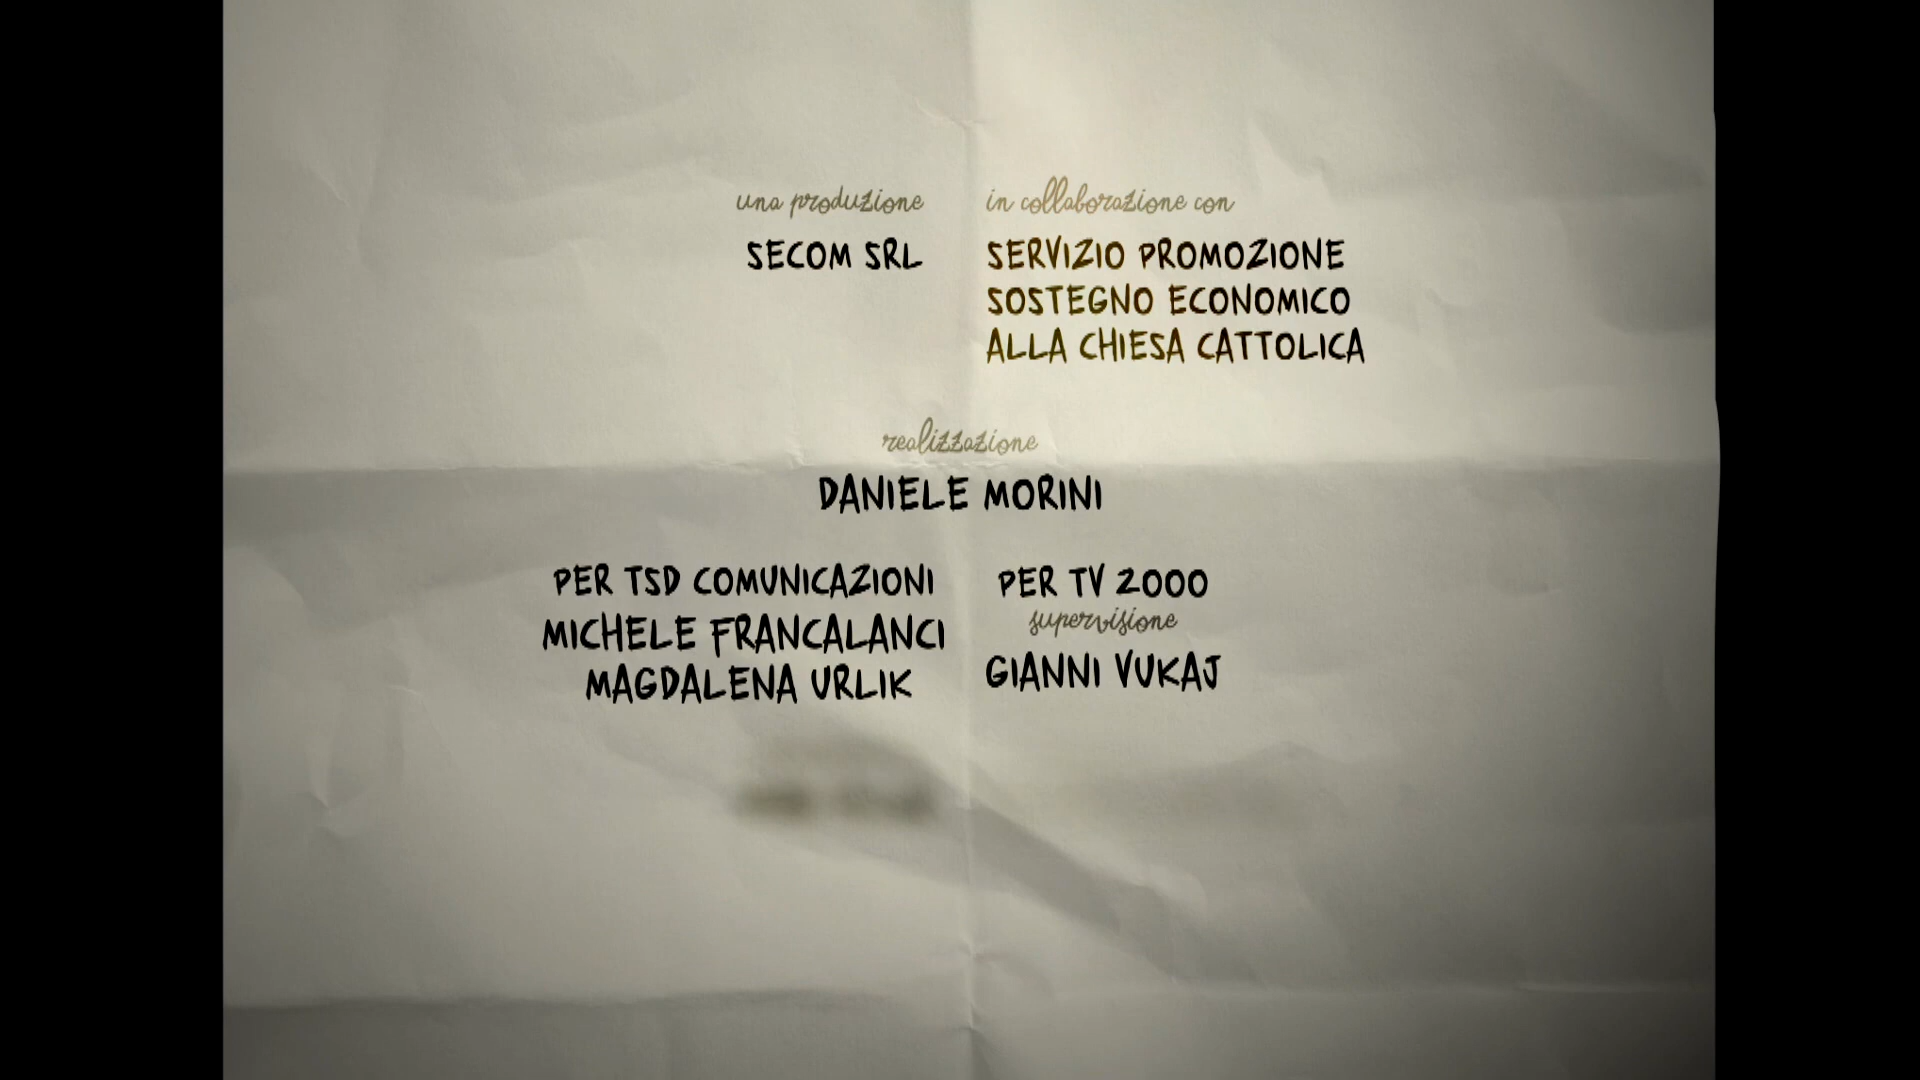 una produzione
SECOM SRL
in collaborazione con
SERVIZIO PROMOZIONE
SOSTEGNO ECONOMICO
ALLA CHIESA CATTOLICA
realizzazione
DANIELE MORINI
PER TSD COMUNICAZIONI
MICHELE FRANCALANCI
MAGDALENA URLIK
PER TV 2000
supervisione
GIANNI VUKAJ